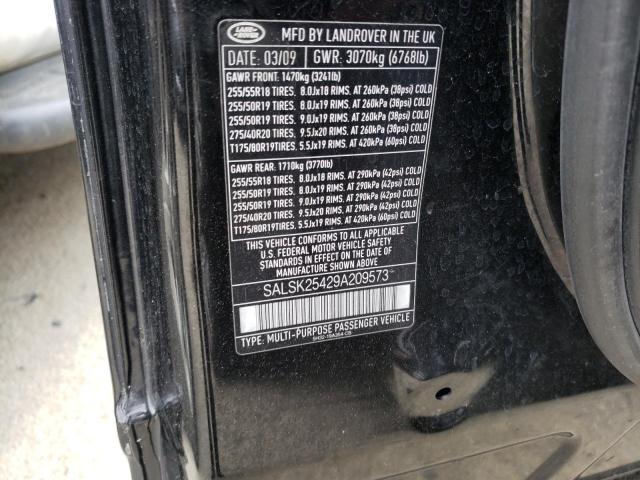 LAND ROVER
MFD BY LANDROVER IN THE UK
DATE: 03/09 GWR: 3070kg (6768lb)
GAWR FRONT: 1470kg (3241lb)
255/55R18 TIRES, 8.0Jx18 RIMS. AT 260kPa (38psi) COLD
255/50R19 TIRES, 8.0Jx19 RIMS. AT 260kPa (38psi) COLD
255/50R19 TIRES, 9.0Jx19 RIMS. AT 260kPa (38psi) COLD
275/40R20 TIRES, 9.5Jx20 RIMS. AT 260kPa (38psi) COLD
T175/80R19TIRES, 5.5Jx19 RIMS. AT 420kPa (60psi) COLD
GAWR REAR: 1710kg (3770lb)
255/55R18 TIRES, 8.0Jx18 RIMS. AT 290kPa (42psi) COLD
255/50R19 TIRES, 8.0Jx19 RIMS. AT 290kPa (42psi) COLD
255/50R19 TIRES, 9.0Jx19 RIMS. AT 290kPa (42psi) COLD
275/40R20 TIRES, 9.5Jx20 RIMS. AT 290kPa (42psi) COLD
T175/80R19TIRES, 5.5Jx19 RIMS. AT 420kPa (60psi) COLD
THIS VEHICLE CONFORMS TO ALL APPLICABLE
U.S. FEDERAL MOTOR VEHICLE SAFETY
STANDARDS IN EFFECT ON THE DATE OF
MANUFACTURE SHOWN ABOVE.
SALSK25429A209573
TYPE: MULTI-PURPOSE PASSENGER VEHICLE